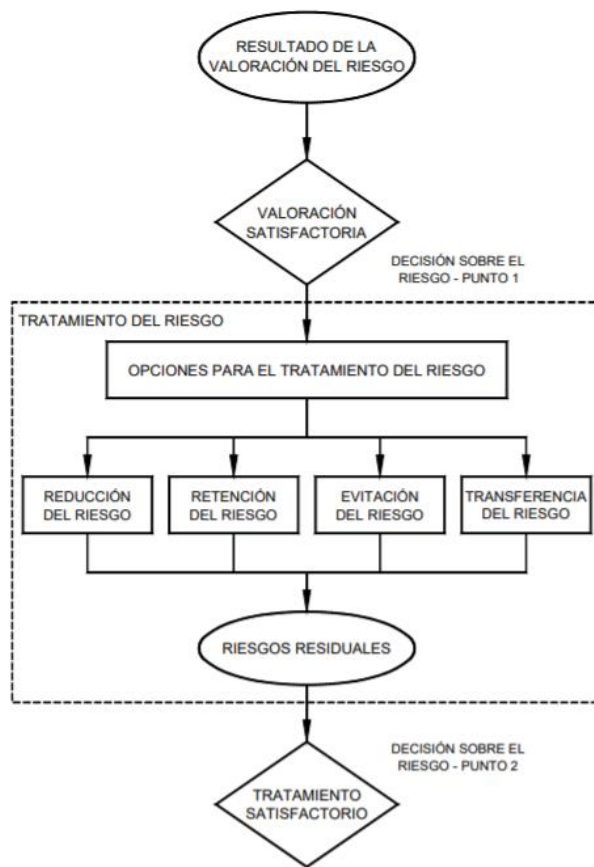 RESULTADO DE LA
VALORACIÓN DEL RIESGO
VALORACIÓN
SATISFACTORIA
DECISIÓN SOBRE EL
RIESGO - PUNTO 1
TRATAMIENTO DEL RIESGO
OPCIONES PARA EL TRATAMIENTO DEL RIESGO
REDUCCIÓN
DEL RIESGO
RETENCIÓN
DEL RIESGO
EVITACIÓN
DEL RIESGO
TRANSFERENCIA
DEL RIESGO
RIESGOS RESIDUALES
DECISIÓN SOBRE EL
RIESGO - PUNTO 2
TRATAMIENTO
SATISFACTORIO